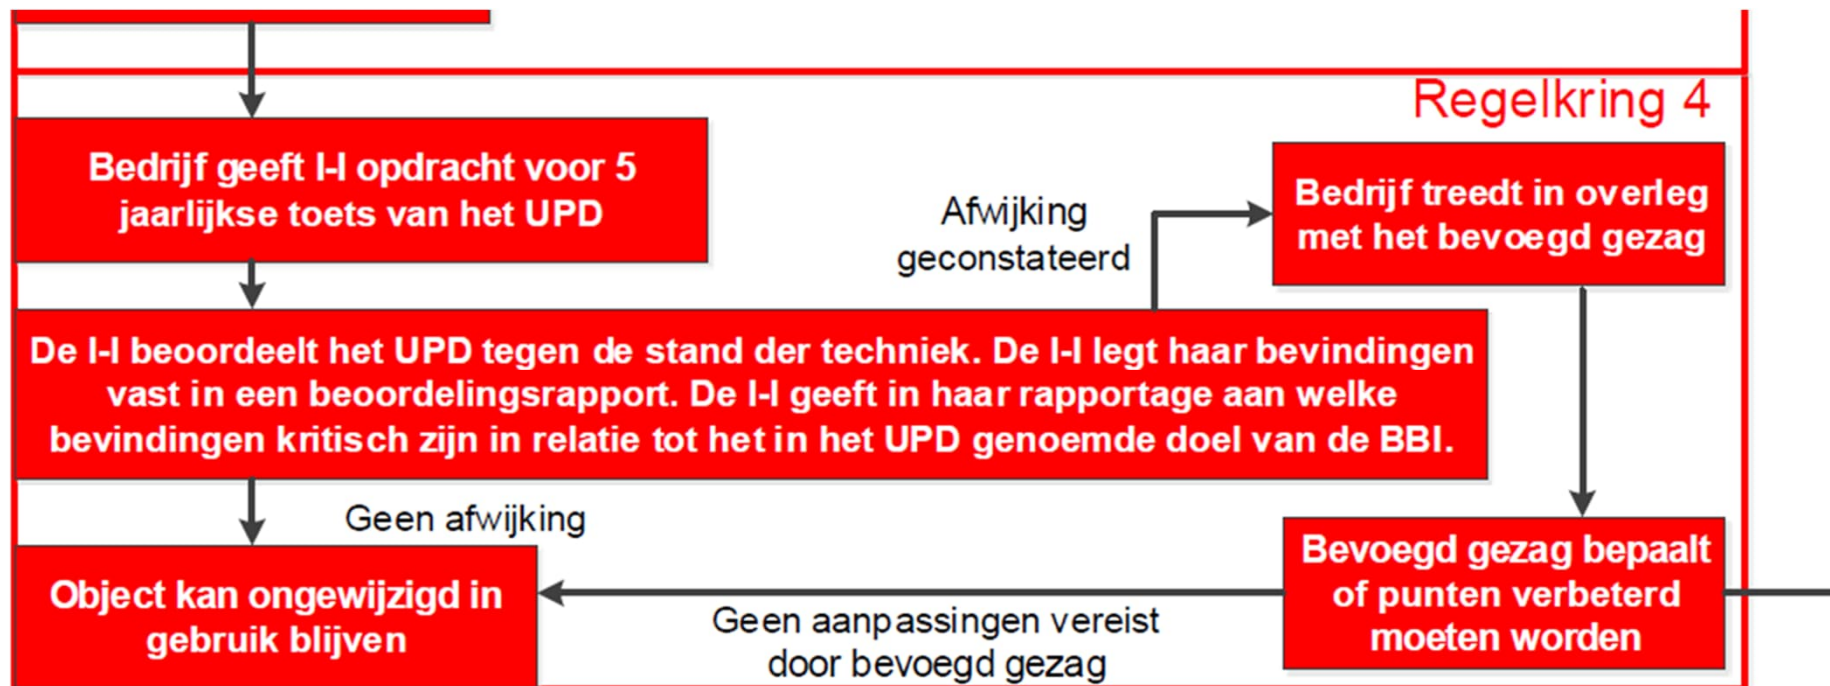 Regelkring 4
Bedrijf geeft I-I opdracht voor 5
jaarlijkse toets van het UPD
Afwijking
geconstateerd
Bedrijf treedt in overleg
met het bevoegd gezag
De I-I beoordeelt het UPD tegen de stand der techniek. De I-I legt haar bevindingen
vast in een beoordelingsrapport. De I-I geeft in haar rapportage aan welke
bevindingen kritisch zijn in relatie tot het in het UPD genoemde doel van de BBI.
Geen afwijking
Object kan ongewijzigd in
gebruik blijven
Geen aanpassingen vereist
door bevoegd gezag
Bevoegd gezag bepaalt
of punten verbeterd
moeten worden